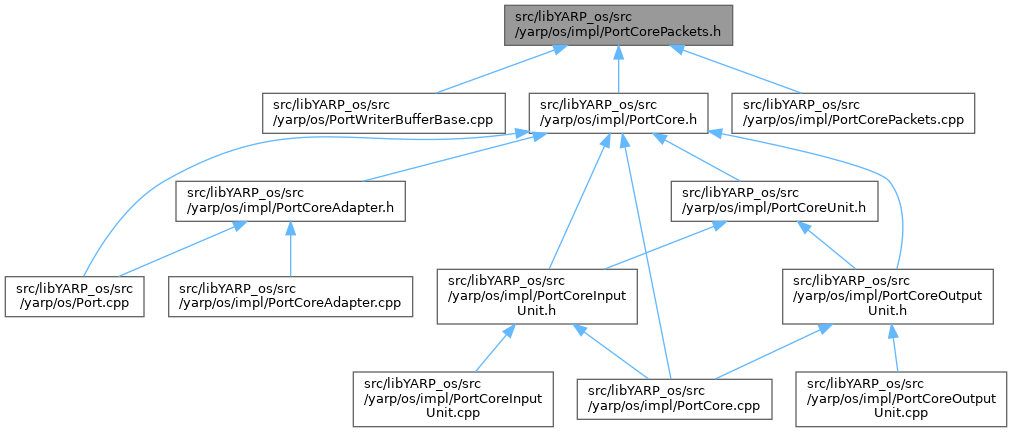 src/libYARP_os/src
/yarp/os/impl/PortCorePackets.h
src/libYARP_os/src
/yarp/os/PortWriterBufferBase.cpp
src/libYARP_os/src
/yarp/os/impl/PortCore.h
src/libYARP_os/src
/yarp/os/impl/PortCorePackets.cpp
src/libYARP_os/src
/yarp/os/impl/PortCoreAdapter.h
src/libYARP_os/src
/yarp/os/impl/PortCoreUnit.h
src/libYARP_os/src
/yarp/os/Port.cpp
src/libYARP_os/src
/yarp/os/impl/PortCoreAdapter.cpp
src/libYARP_os/src
/yarp/os/impl/PortCoreInput
Unit.h
src/libYARP_os/src
/yarp/os/impl/PortCoreOutput
Unit.h
src/libYARP_os/src
/yarp/os/impl/PortCoreInput
Unit.cpp
src/libYARP_os/src
/yarp/os/impl/PortCore.cpp
src/libYARP_os/src
/yarp/os/impl/PortCoreOutput
Unit.cpp